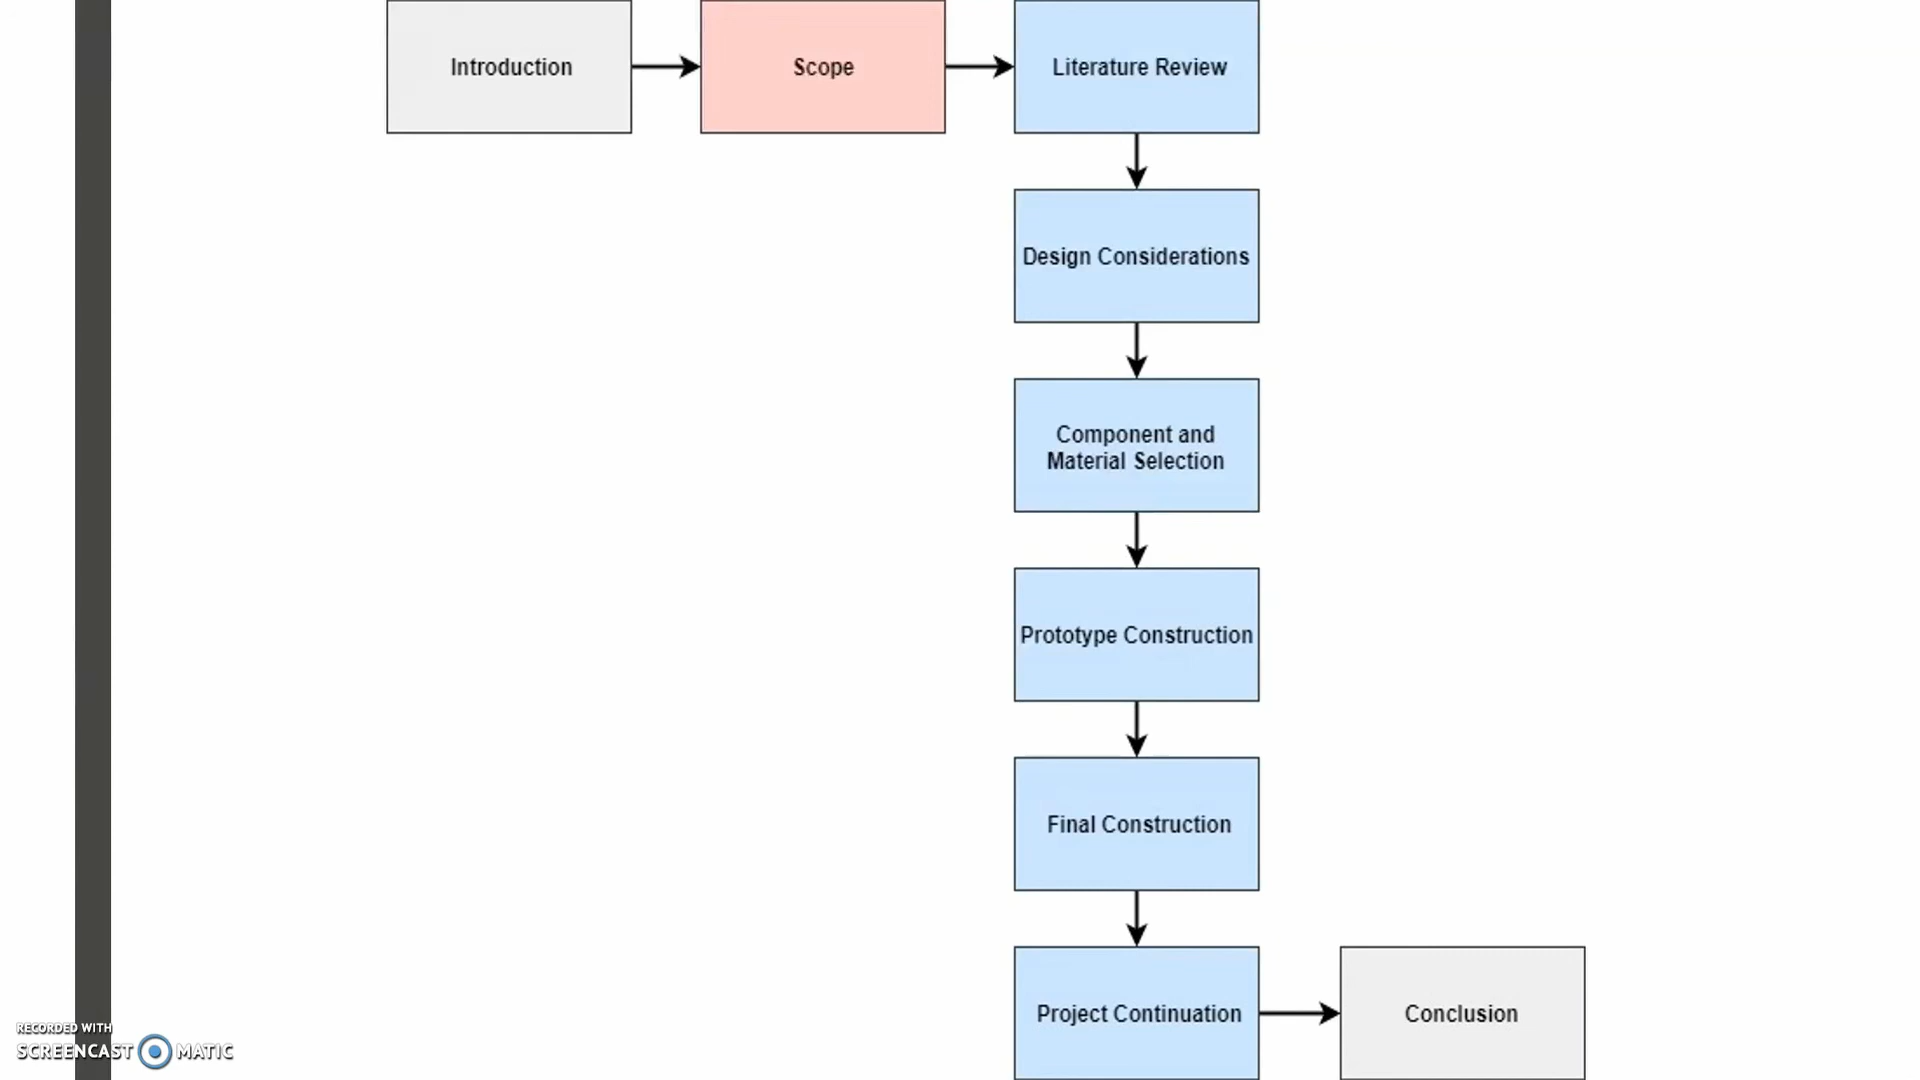 Introduction
Scope
Literature Review
Design Considerations
Component and
Material Selection
Prototype Construction
Final Construction
Project Continuation
Conclusion
RECORDED WITH
SCREENCAST MATIC